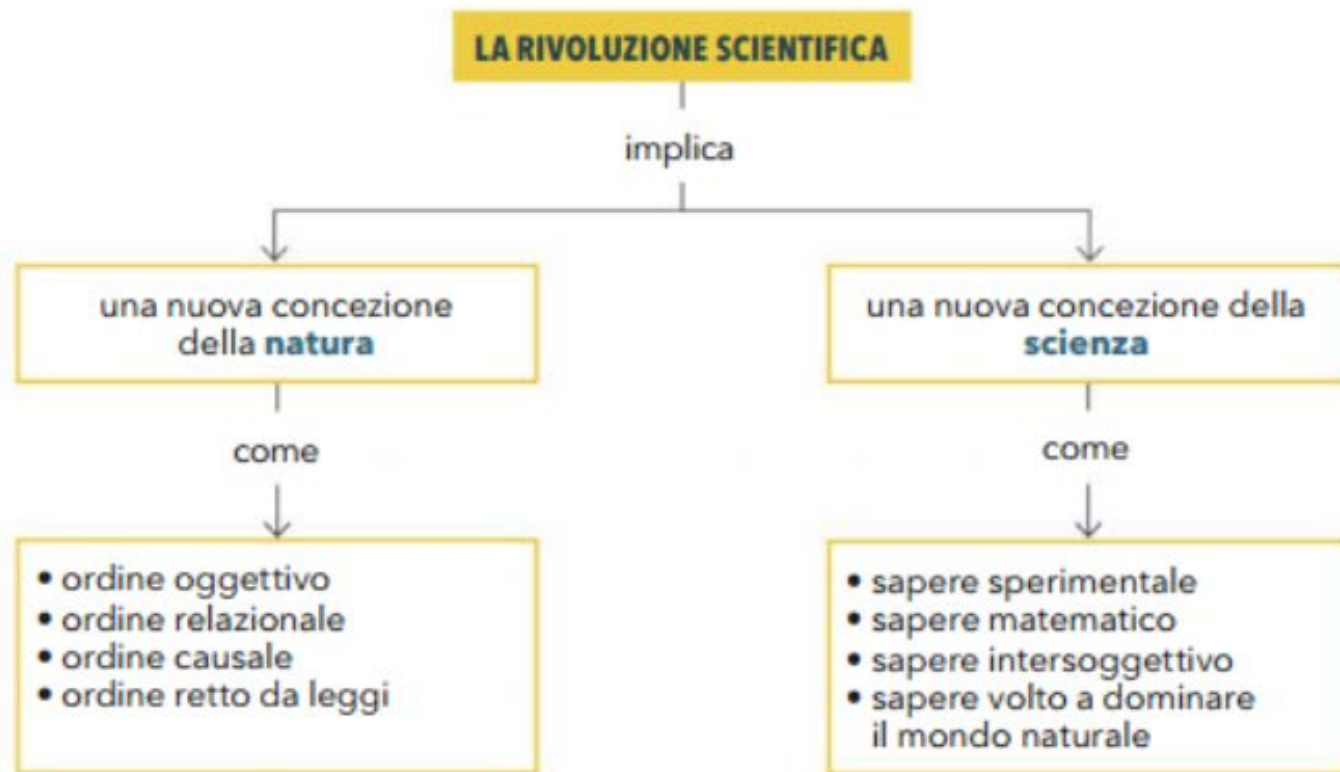 LA RIVOLUZIONE SCIENTIFICA
implica
una nuova concezione
della natura
come
• ordine oggettivo
• ordine relazionale
• ordine causale
• ordine retto da leggi
una nuova concezione della
scienza
come
• sapere sperimentale
• sapere matematico
• sapere intersoggettivo
• sapere volto a dominare
il mondo naturale